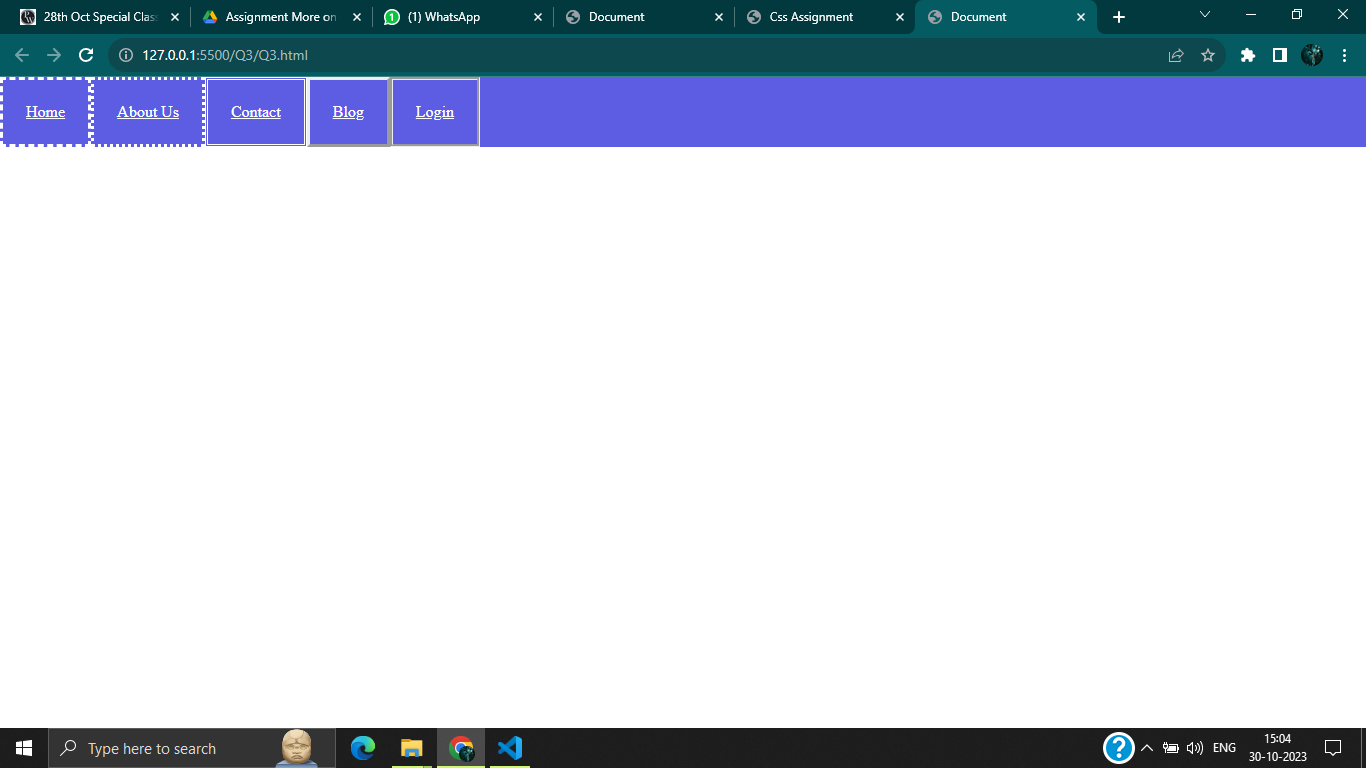 28th Oct Special Clas
Assignment More on
(1) WhatsApp
Document
Css Assignment
Document
127.0.0.1:5500/Q3/Q3.html
Home
About Us
Contact
Blog
Login
Type here to search
ENG
15:04
30-10-2023